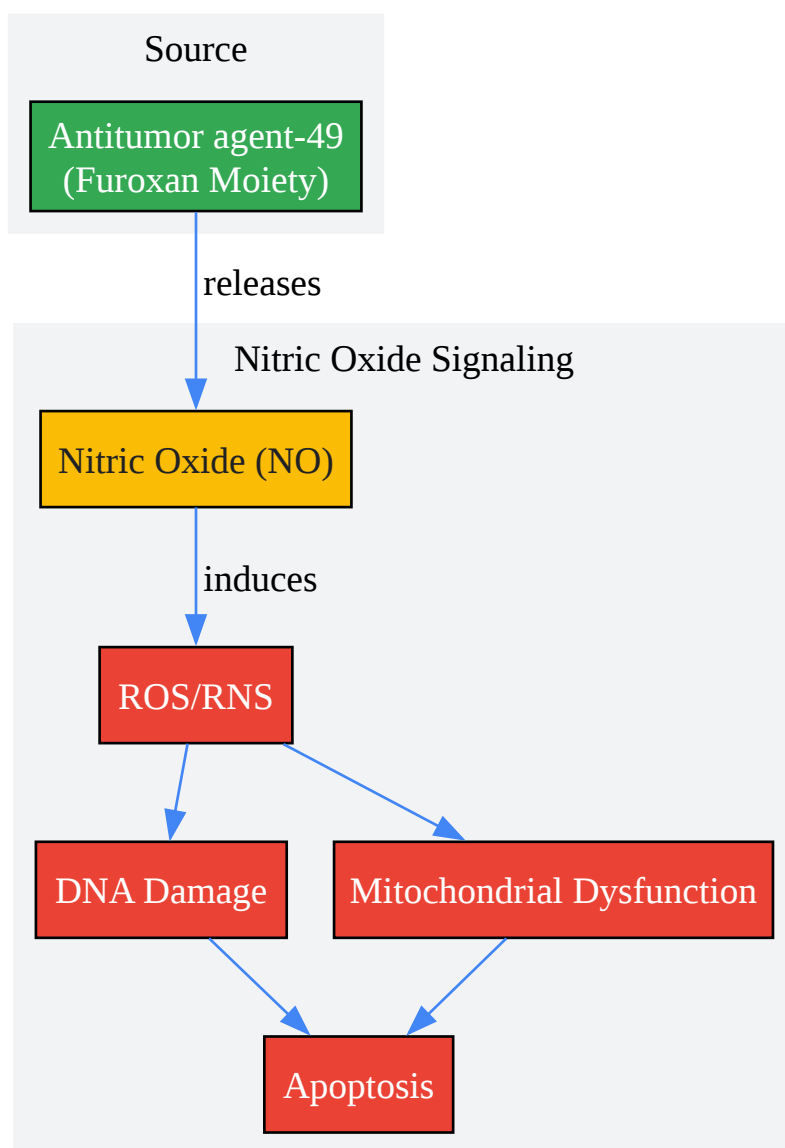 Source
Antitumor agent-49
(Furoxan Moiety)
releases
Nitric Oxide Signaling
Nitric Oxide (NO)
induces
ROS/RNS
DNA Damage
Mitochondrial Dysfunction
Apoptosis